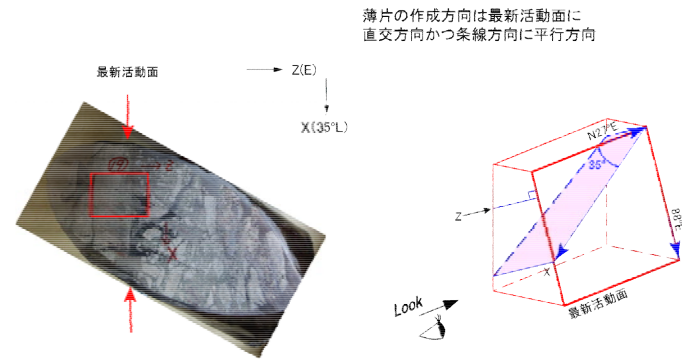 薄片の作成方向は最新活動面に
直交方向かつ条線方向に平行方向
最新活動面
Z(E)
X(35°L)
Z
X
N27°E
35°
88°E
Z
X
Look
最新活動面